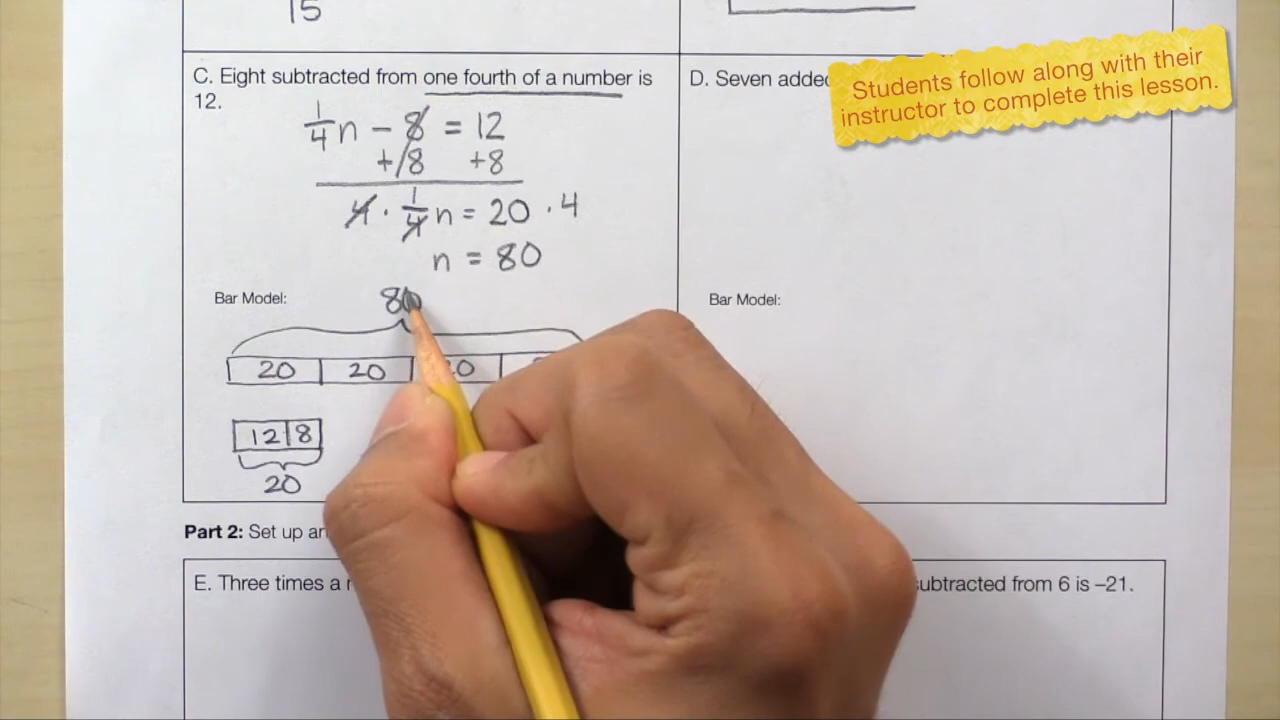 15
C. Eight subtracted from one fourth of a number is
12.
1/4 n - 8 = 12
+8 +8
4 · 1/4 n = 20 · 4
n = 80
Bar Model:
80
20 20 20
12 8
20
D. Seven added
Students follow along with their
instructor to complete this lesson.
Bar Model:
Part 2: Set up
E. Three times a
subtracted from 6 is –21.